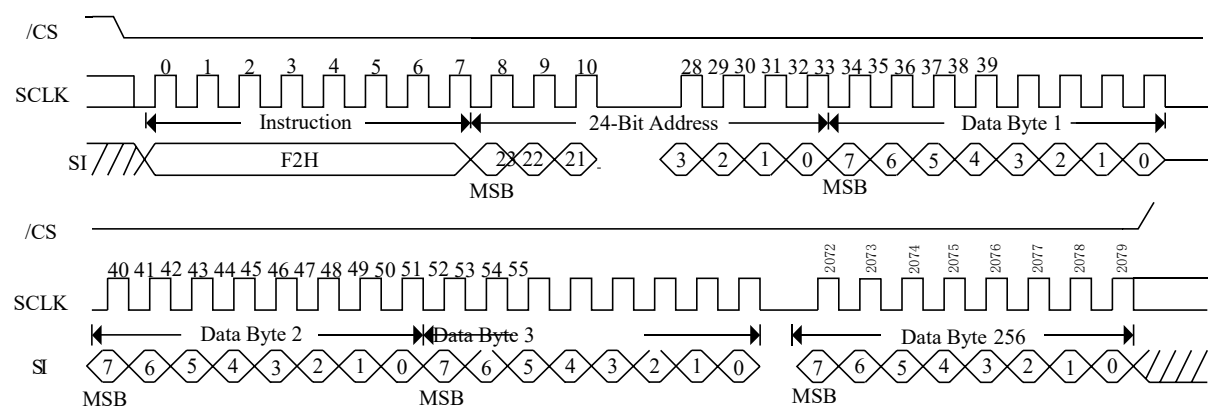 /CS
0 1 2 3 4 5 6 7 8 9 10 28 29 30 31 32 33 34 35 36 37 38 39
SCLK
Instruction 24-Bit Address Data Byte 1
SI F2H 23 22 21 3 2 1 0 7 6 5 4 3 2 1 0
MSB MSB
/CS
40 41 42 43 44 45 46 47 48 49 50 51 52 53 54 55 2072 2073 2074 2075 2076 2077 2078 2079
SCLK
Data Byte 2 Data Byte 3 Data Byte 256
SI 7 6 5 4 3 2 1 0 7 6 5 4 3 2 1 0 7 6 5 4 3 2 1 0
MSB MSB MSB